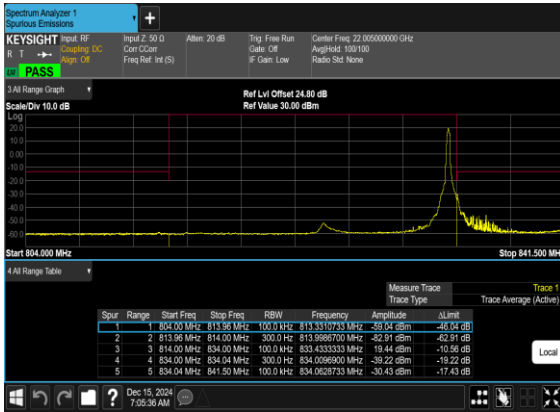 Spectrum Analyzer 1
Spurious Emissions
KEYSIGHT
R T
LXI
PASS
Input: RF
Coupling: DC
Align: Off
Input Z: 50 Ω
Corr CCorr
Freq Ref: Int (S)
Atten: 20 dB
Trig: Free Run
Gate: Off
IF Gain: Low
Center Freq: 22.005000000 GHz
Avg|Hold: 100/100
Radio Std: None
3 All Range Graph
Scale/Div 10.0 dB
Ref Lvl Offset 24.80 dB
Ref Value 30.00 dBm
Log
20.0
10.0
0.00
-10.0
-20.0
-30.0
-40.0
-50.0
-60.0
Start 804.000 MHz
Stop 841.500 MH
4 All Range Table
Measure Trace Trace 1
Trace Type Trace Average (Active)
Spur Range Start Freq Stop Freq RBW Frequency Amplitude ΔLimit
1 1 804.00 MHz 813.96 MHz 100.0 kHz 813.3310733 MHz -59.04 dBm -46.04 dB
2 2 813.96 MHz 814.00 MHz 300.0 Hz 813.9986700 MHz -82.91 dBm -62.91 dB
3 3 814.00 MHz 834.00 MHz 100.0 kHz 833.4333333 MHz 19.44 dBm -10.56 dB
4 4 834.00 MHz 834.04 MHz 300.0 Hz 834.0096900 MHz -39.22 dBm -19.22 dB
5 5 834.04 MHz 841.50 MHz 100.0 kHz 834.0628733 MHz -30.43 dBm -17.43 dB
Local
Dec 15, 2024
7:05:36 AM